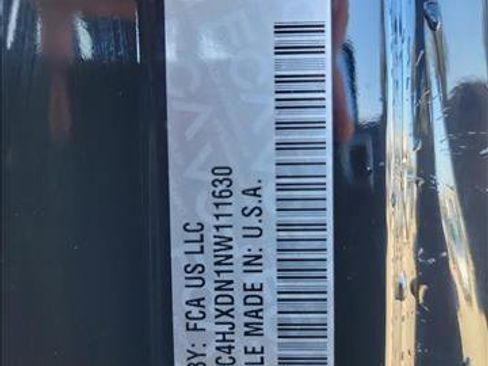 BY: FCA US LLC
C4HJXDN1NW111630
LE MADE IN: U.S.A.